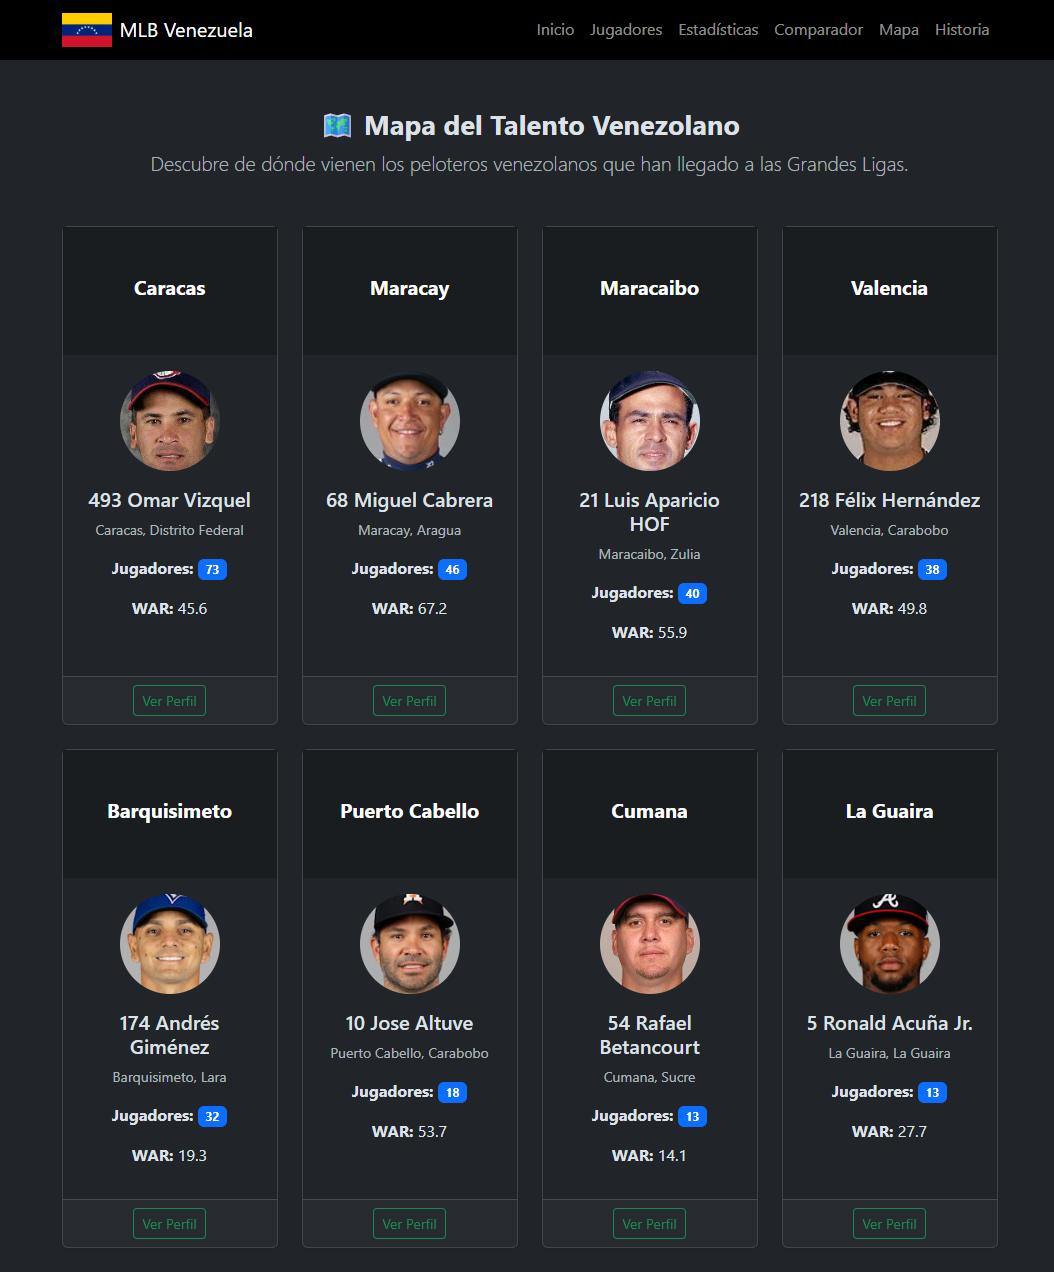 MLB Venezuela
Inicio Jugadores Estadísticas Comparador Mapa Historia
Mapa del Talento Venezolano
Descubre de dónde vienen los peloteros venezolanos que han llegado a las Grandes Ligas.
Caracas
493 Omar Vizquel
Caracas, Distrito Federal
Jugadores: 73
WAR: 45.6
Ver Perfil
Maracay
68 Miguel Cabrera
Maracay, Aragua
Jugadores: 46
WAR: 67.2
Ver Perfil
Maracaibo
21 Luis Aparicio
HOF
Maracaibo, Zulia
Jugadores: 40
WAR: 55.9
Ver Perfil
Valencia
218 Félix Hernández
Valencia, Carabobo
Jugadores: 38
WAR: 49.8
Ver Perfil
Barquisimeto
174 Andrés
Giménez
Barquisimeto, Lara
Jugadores: 32
WAR: 19.3
Ver Perfil
Puerto Cabello
10 Jose Altuve
Puerto Cabello, Carabobo
Jugadores: 18
WAR: 53.7
Ver Perfil
Cumana
54 Rafael
Betancourt
Cumana, Sucre
Jugadores: 13
WAR: 14.1
Ver Perfil
La Guaira
5 Ronald Acuña Jr.
La Guaira, La Guaira
Jugadores: 13
WAR: 27.7
Ver Perfil